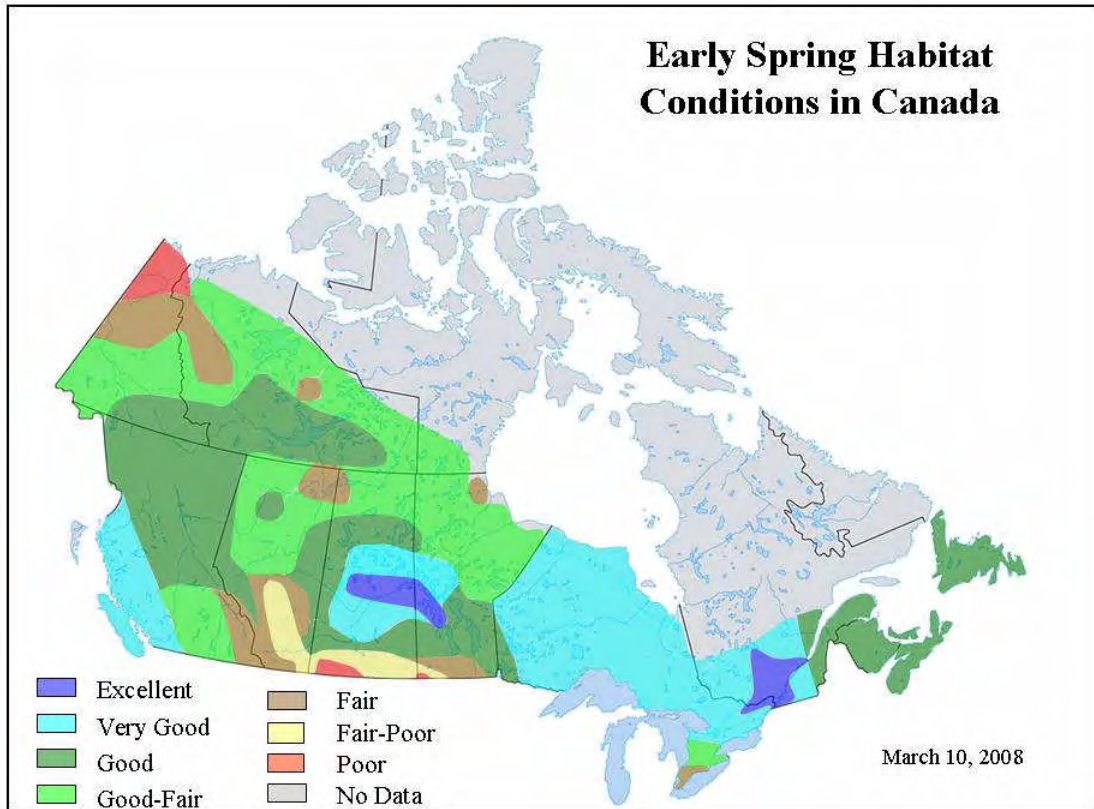 Early Spring Habitat
Conditions in Canada
Excellent
Very Good
Good
Good-Fair
Fair
Fair-Poor
Poor
No Data
March 10, 2008